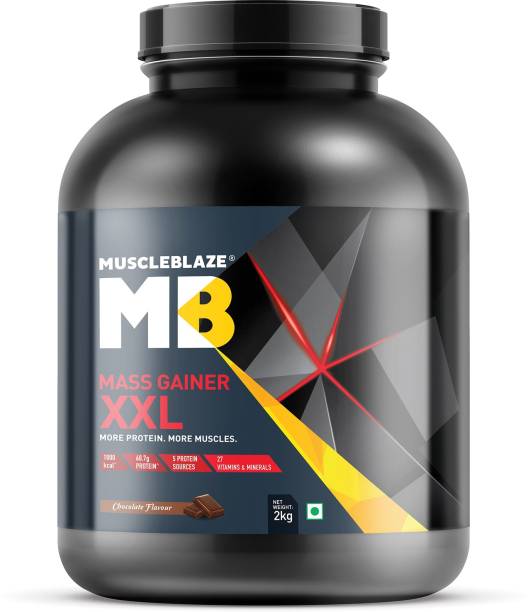 MUSCLEBLAZE®
MB
MASS GAINER
XXL
MORE PROTEIN. MORE MUSCLES.
1000 kcal* 60.7g PROTEIN* 5 PROTEIN SOURCES 27 VITAMINS & MINERALS
Chocolate Flavour
NET WEIGHT:
2kg